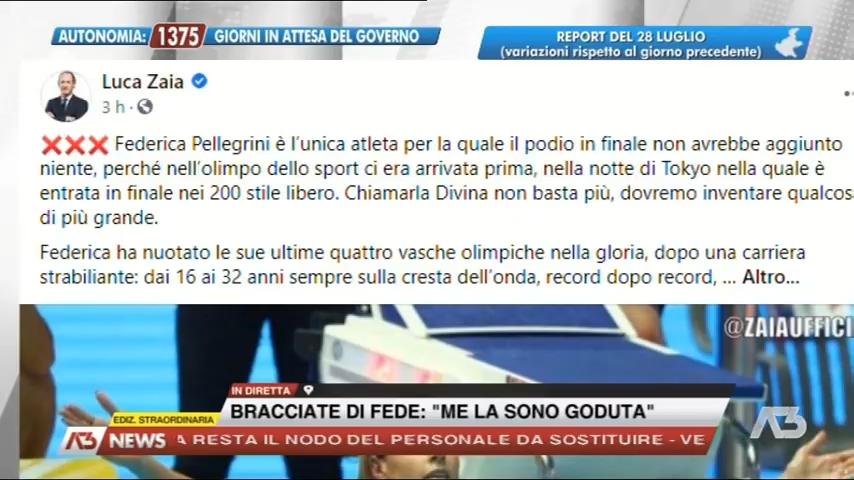 AUTONOMIA: 1375 GIORNI IN ATTESA DEL GOVERNO
REPORT DEL 28 LUGLIO
(variazioni rispetto al giorno precedente)
Luca Zaia
3 h ·
❌❌❌ Federica Pellegrini è l'unica atleta per la quale il podio in finale non avrebbe aggiunto
niente, perché nell'olimpo dello sport ci era arrivata prima, nella notte di Tokyo nella quale è
entrata in finale nei 200 stile libero. Chiamarla Divina non basta più, dovremo inventare qualcos
di più grande.
Federica ha nuotato le sue ultime quattro vasche olimpiche nella gloria, dopo una carriera
strabiliante: dai 16 ai 32 anni sempre sulla cresta dell'onda, record dopo record, ... Altro...
@ZAIAUFFICI
IN DIRETTA
EDIZ. STRAORDINARIA
BRACCIATE DI FEDE: "ME LA SONO GODUTA"
A3 NEWS
A RESTA IL NODO DEL PERSONALE DA SOSTITUIRE - VE
A3